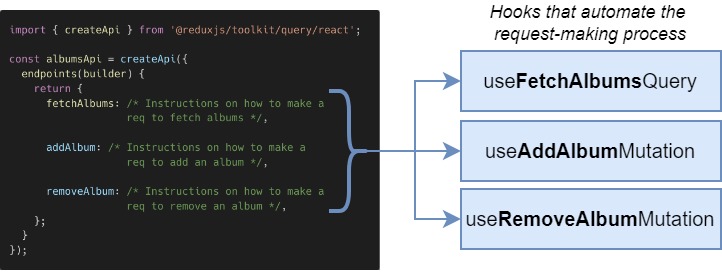 import { createApi } from '@reduxjs/toolkit/query/react';
const albumsApi = createApi({
endpoints(builder) {
return {
fetchAlbums: /* Instructions on how to make a
req to fetch albums */,
addAlbum: /* Instructions on how to make a
req to add an album */,
removeAlbum: /* Instructions on how to make a
req to remove an album */,
};
}
});
Hooks that automate the
request-making process
useFetchAlbumsQuery
useAddAlbumMutation
useRemoveAlbumMutation